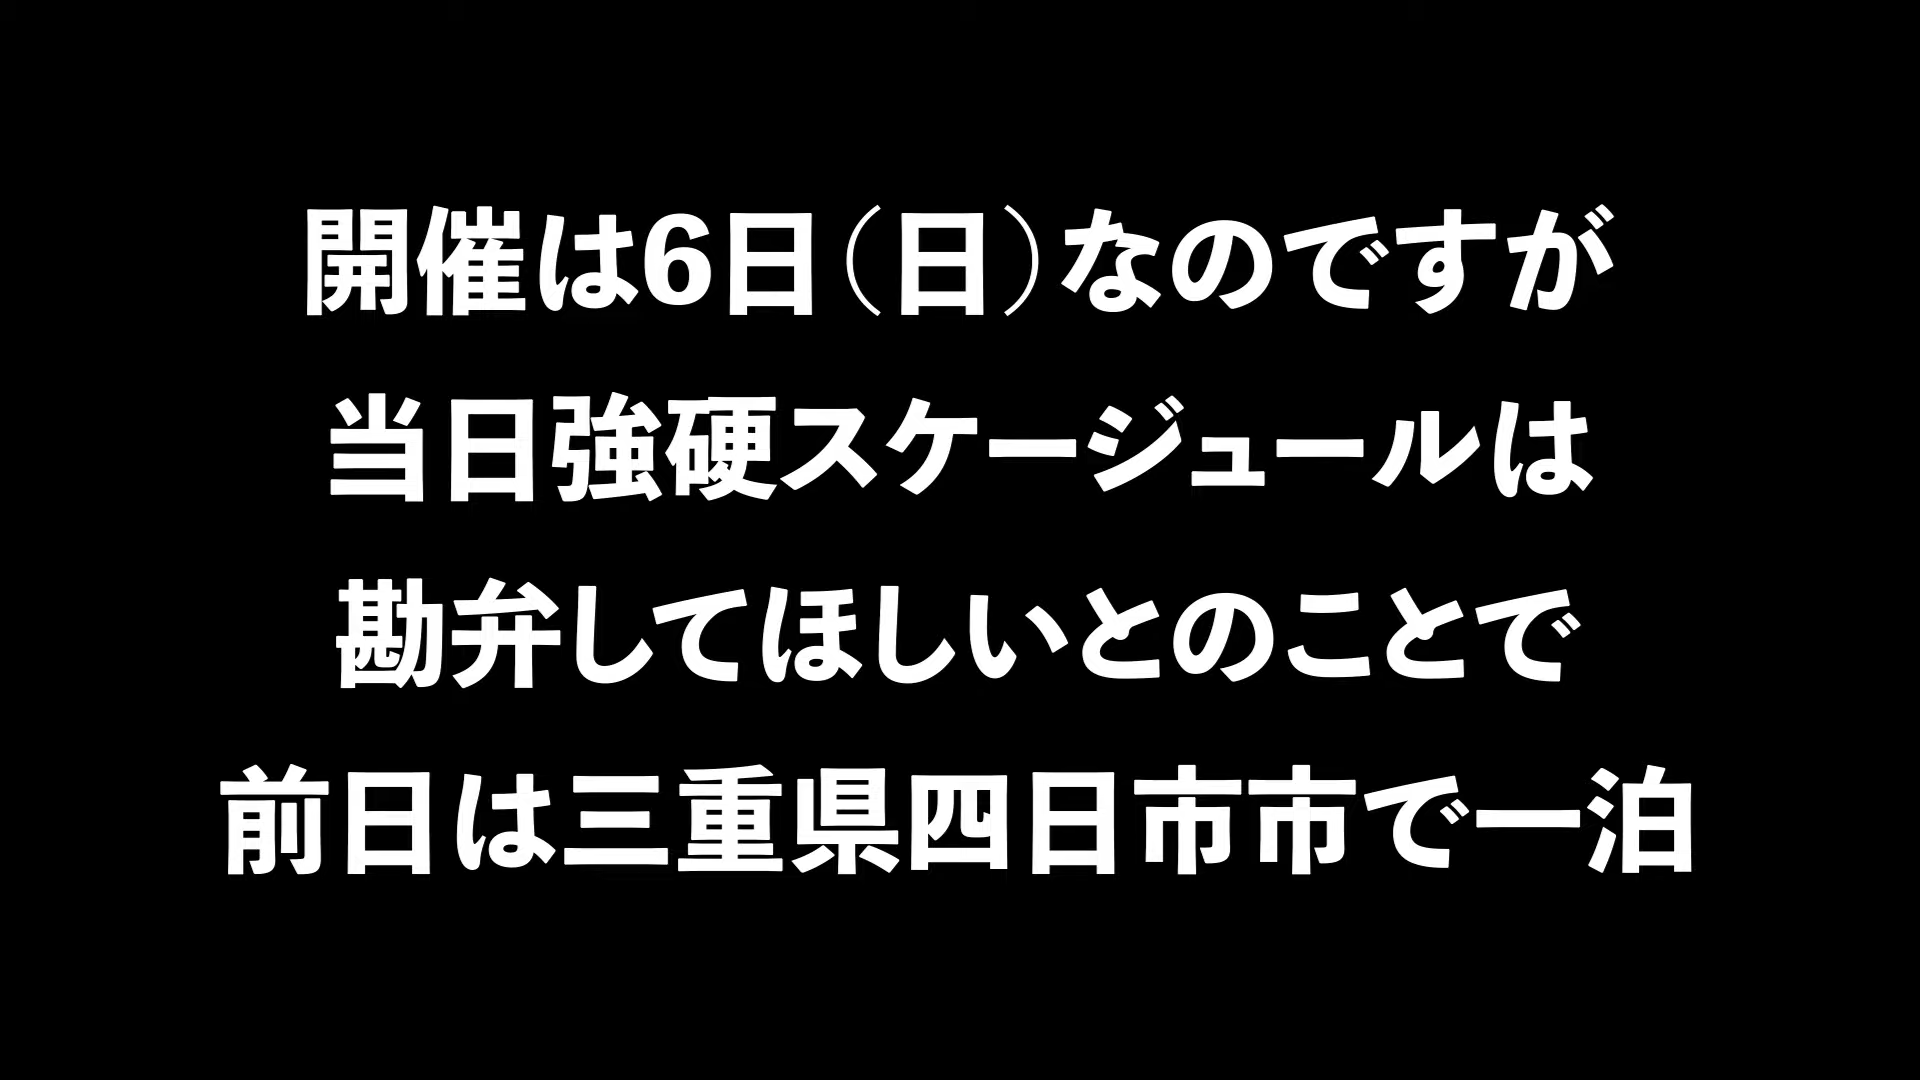 開催は6日（日）なのですが
当日強硬スケージュールは
勘弁してほしいとのことで
前日は三重県四日市市で一泊